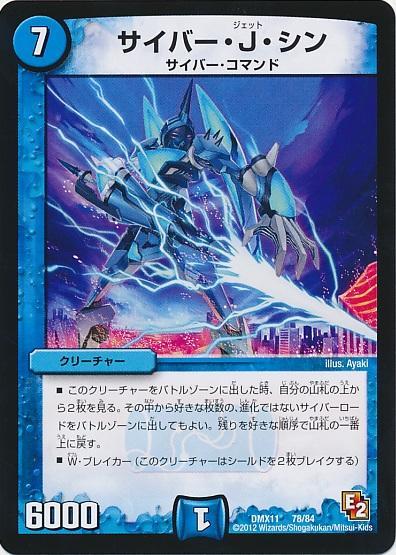 7
ジェット
サイバー・J・シン
サイバー・コマンド
illus. Ayaki
クリーチャー
■ このクリーチャーをバトルゾーンに出した時、自分の山札の上か
ら2枚を見る。その中から好きな枚数の、進化ではないサイバーロー
ドをバトルゾーンに出してもよい。残りを好きな順序で山札の一番
上に戻す。
■ W・ブレイカー (このクリーチャーはシールドを2枚ブレイクする)
6000
1
DMX11 78/84
©2012 Wizards/Shogakukan/Mitsui-Kids
E2